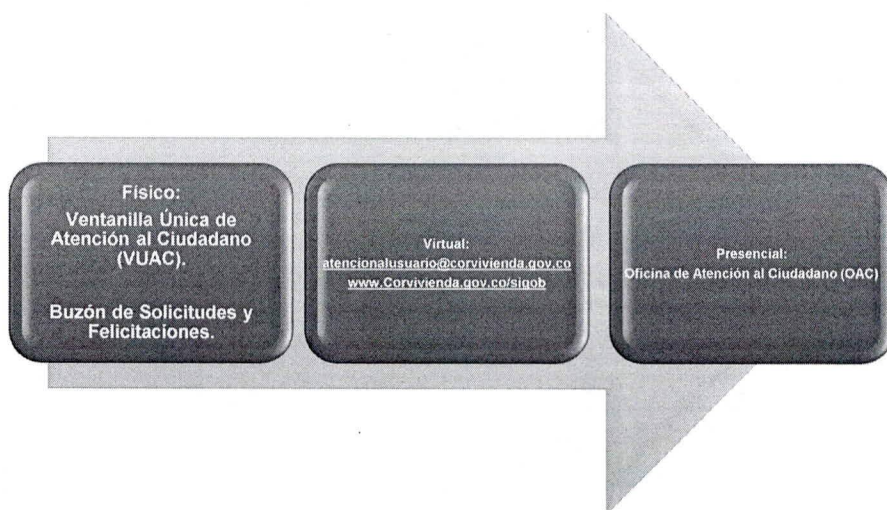 Físico:
Ventanilla Única de
Atención al Ciudadano
(VUAC).
Buzón de Solicitudes y
Felicitaciones.
Virtual:
atencionalusuario@corvivienda.gov.co
www.Corvivienda.gov.co/sigob
Presencial:
Oficina de Atención al Ciudadano (OAC)